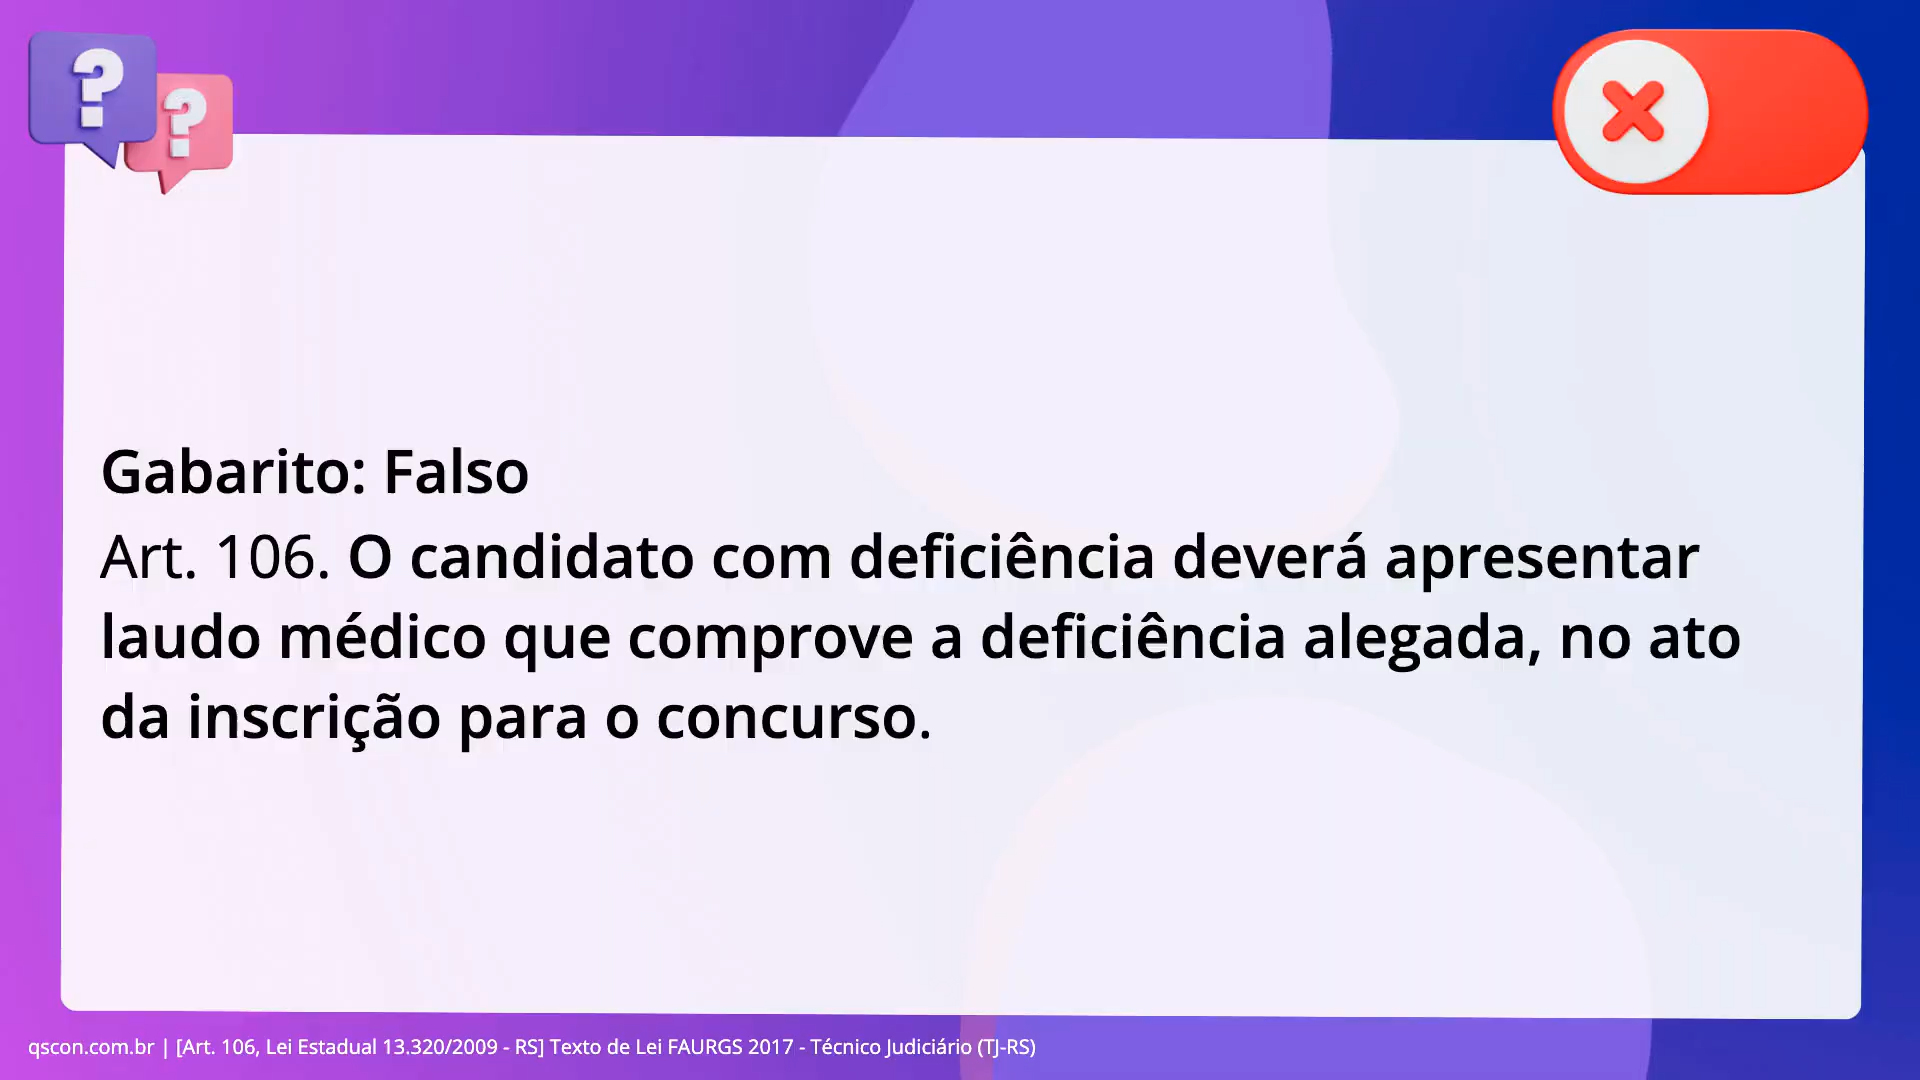 ?
?
Gabarito: Falso
Art. 106. O candidato com deficiência deverá apresentar
laudo médico que comprove a deficiência alegada, no ato
da inscrição para o concurso.
qscon.com.br | [Art. 106, Lei Estadual 13.320/2009 - RS] Texto de Lei FAURGS 2017 - Técnico Judiciário (TJ-RS)